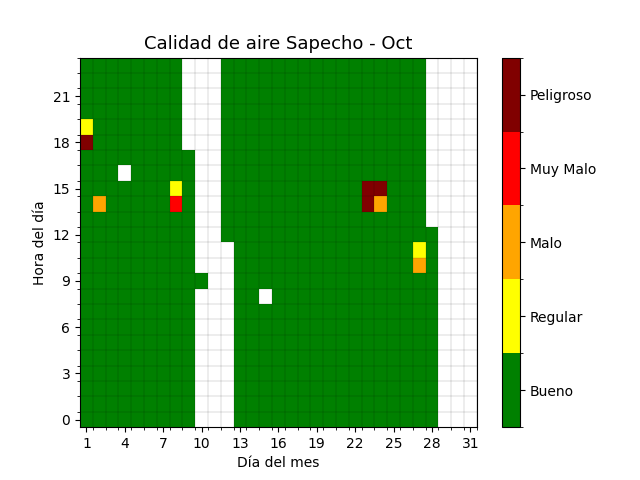 Calidad de aire Sapecho - Oct
Hora del día
21
18
15
12
9
6
3
0
1 4 7 10 13 16 19 22 25 28 31
Día del mes
Peligroso
Muy Malo
Malo
Regular
Bueno